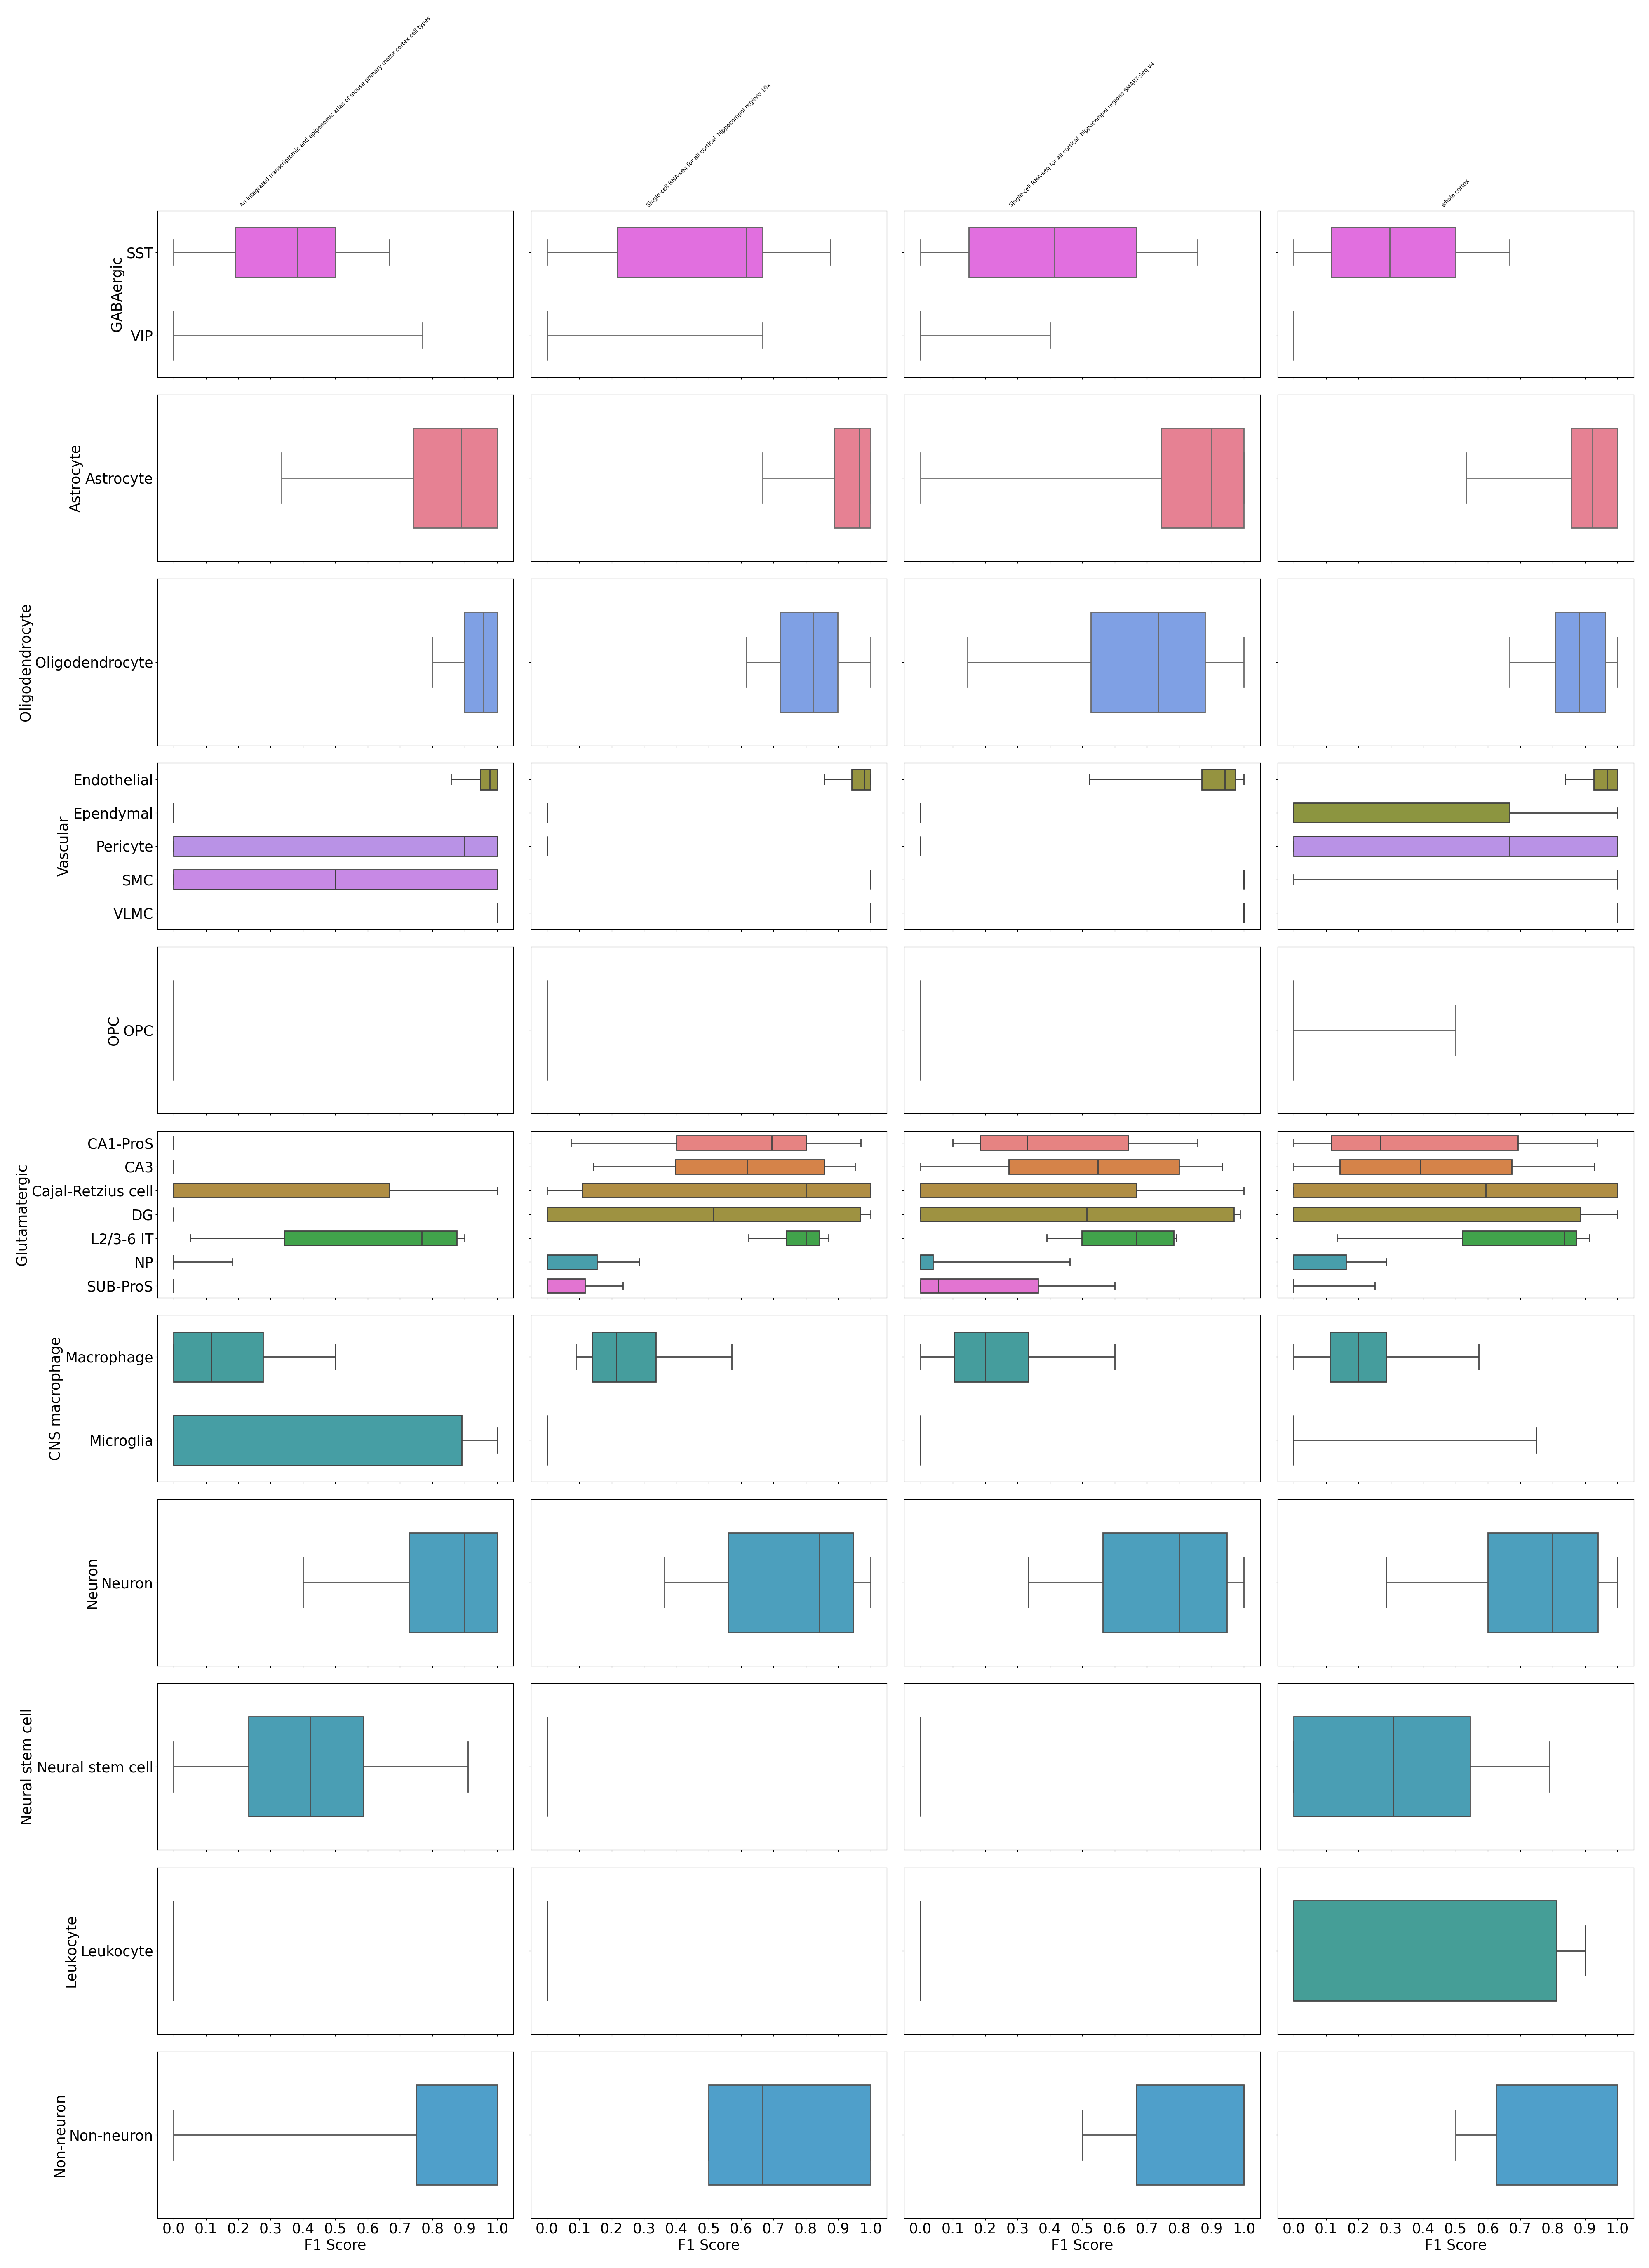 An integrated transcriptomic and epigenomic atlas of mouse primary motor cortex cell types
Single-cell RNA-seq for all cortical  hippocampal regions 10x
Single-cell RNA-seq for all cortical  hippocampal regions SMART-Seq v4
whole cortex
GABAergic
SST
VIP
Astrocyte
Astrocyte
Oligodendrocyte
Oligodendrocyte
Vascular
Endothelial
Ependymal
Pericyte
SMC
VLMC
OPC
OPC
Glutamatergic
CA1-ProS
CA3
Cajal-Retzius cell
DG
L2/3-6 IT
NP
SUB-ProS
CNS macrophage
Macrophage
Microglia
Neuron
Neuron
Neural stem cell
Neural stem cell
Leukocyte
Leukocyte
Non-neuron
Non-neuron
0.0 0.1 0.2 0.3 0.4 0.5 0.6 0.7 0.8 0.9 1.0
0.0 0.1 0.2 0.3 0.4 0.5 0.6 0.7 0.8 0.9 1.0
0.0 0.1 0.2 0.3 0.4 0.5 0.6 0.7 0.8 0.9 1.0
0.0 0.1 0.2 0.3 0.4 0.5 0.6 0.7 0.8 0.9 1.0
F1 Score
F1 Score
F1 Score
F1 Score